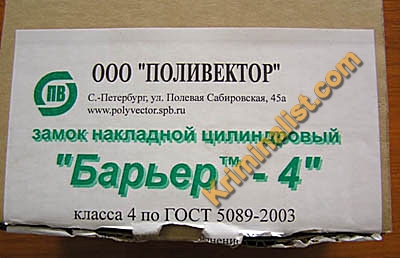 ПВ
ООО "ПОЛИВЕКТОР"
С.-Петербург, ул. Полевая Сабировская, 45а
www.polyvector.spb.ru
замок накладной цилиндровый
"Барьер™ - 4"
класса 4 по ГОСТ 5089-2003
Kriminalist.com